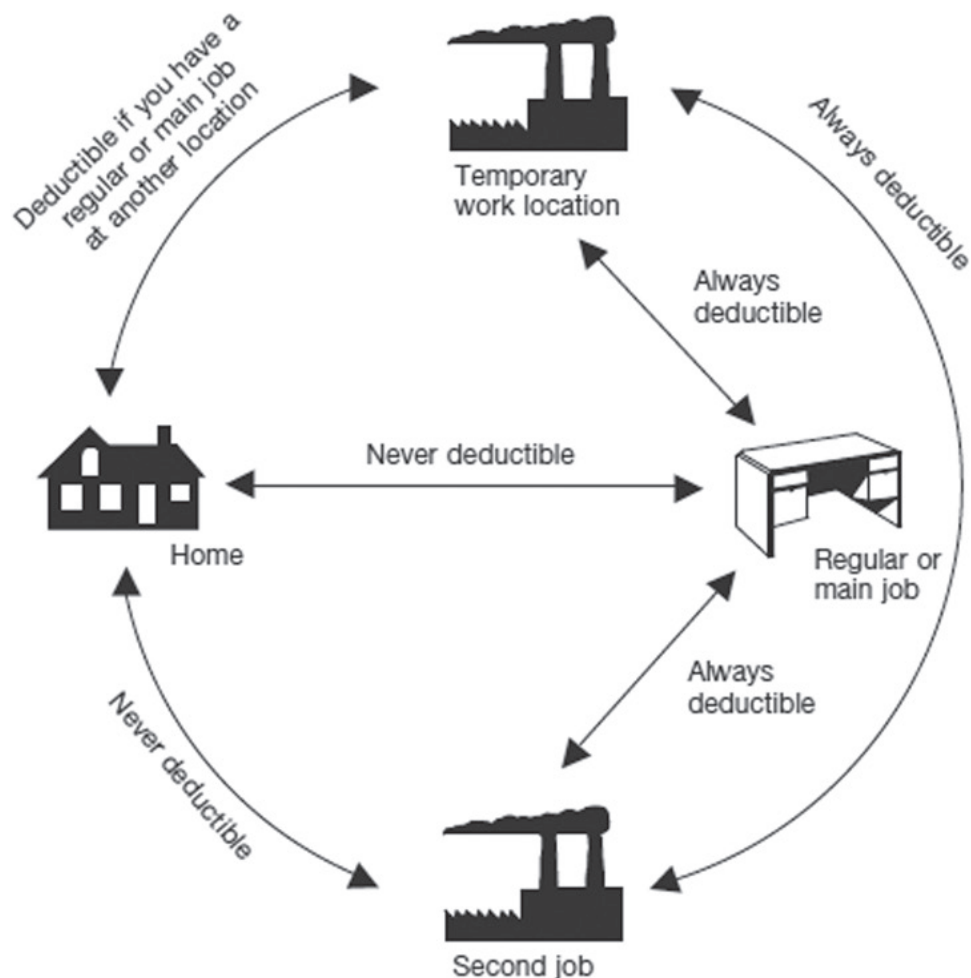 Deductible if you have a
regular or main job
at another location
Temporary
work location
Always deductible
Always
deductible
Never deductible
Home
Regular or
main job
Always
deductible
Never deductible
Second job